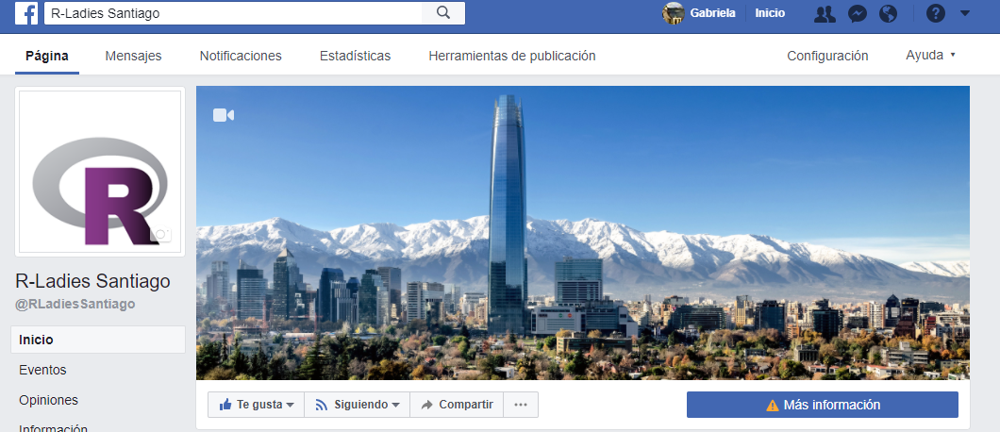 R-Ladies Santiago
Gabriela Inicio
Página Mensajes Notificaciones Estadísticas Herramientas de publicación Configuración Ayuda
R
R-Ladies Santiago
@RLadiesSantiago
Inicio
Eventos
Opiniones
Información
Te gusta Siguiendo Compartir ... Más información